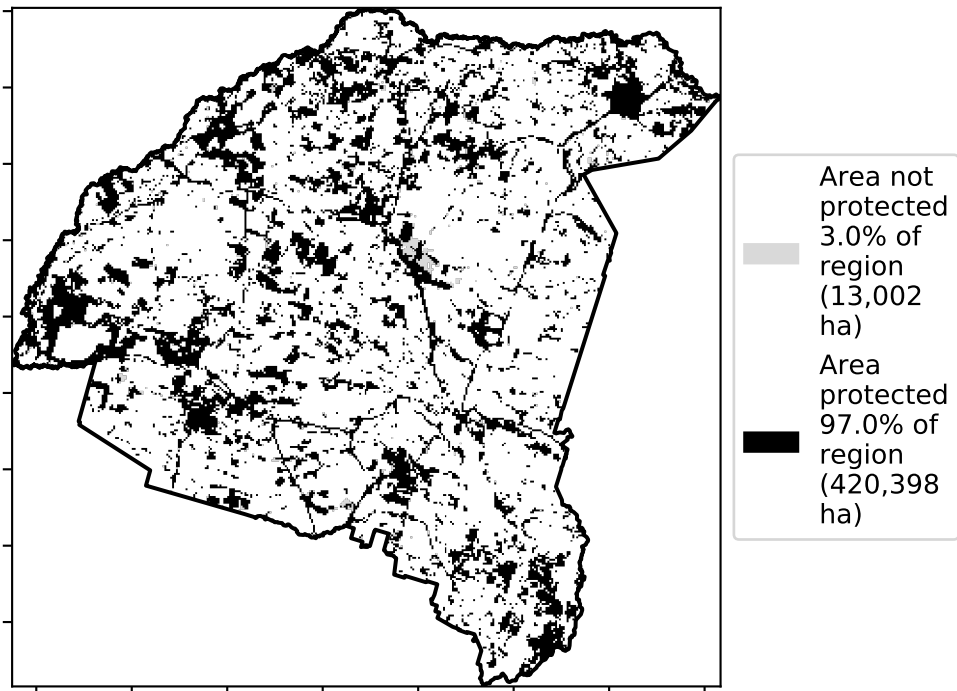 Area not
protected
3.0% of
region
(13,002
ha)
Area
protected
97.0% of
region
(420,398
ha)